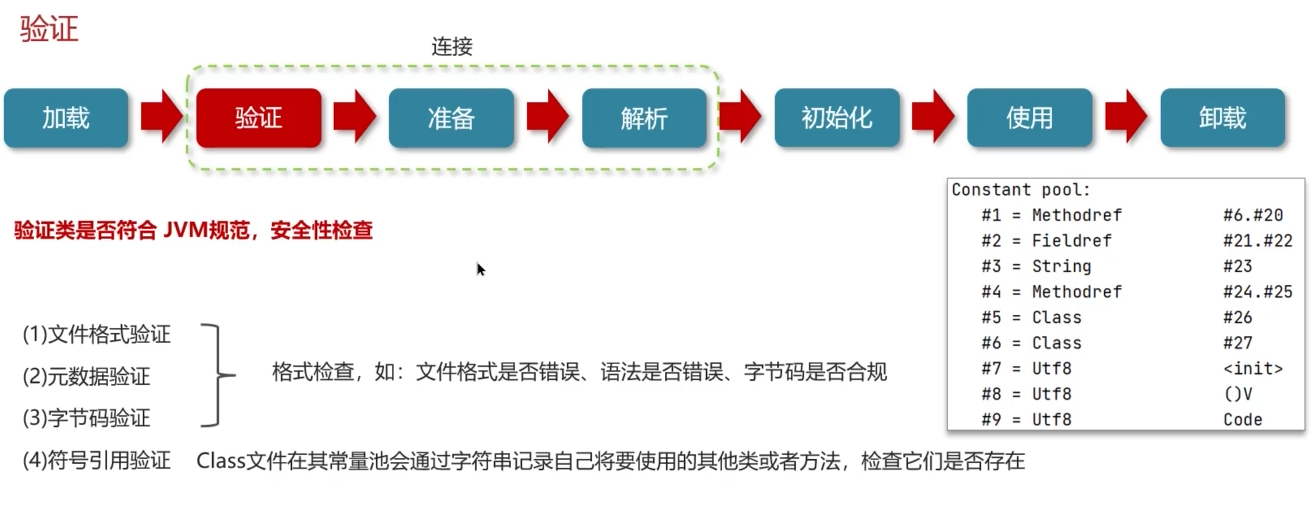 验证
连接
加载
验证
准备
解析
初始化
使用
卸载
验证类是否符合 JVM规范，安全性检查
Constant pool:
#1 = Methodref #6.#20
#2 = Fieldref #21.#22
#3 = String #23
#4 = Methodref #24.#25
#5 = Class #26
#6 = Class #27
#7 = Utf8 <init>
#8 = Utf8 ()V
#9 = Utf8 Code
(1)文件格式验证
(2)元数据验证
(3)字节码验证
格式检查，如：文件格式是否错误、语法是否错误、字节码是否合规
(4)符号引用验证 Class文件在其常量池会通过字符串记录自己将要使用的其他类或者方法，检查它们是否存在